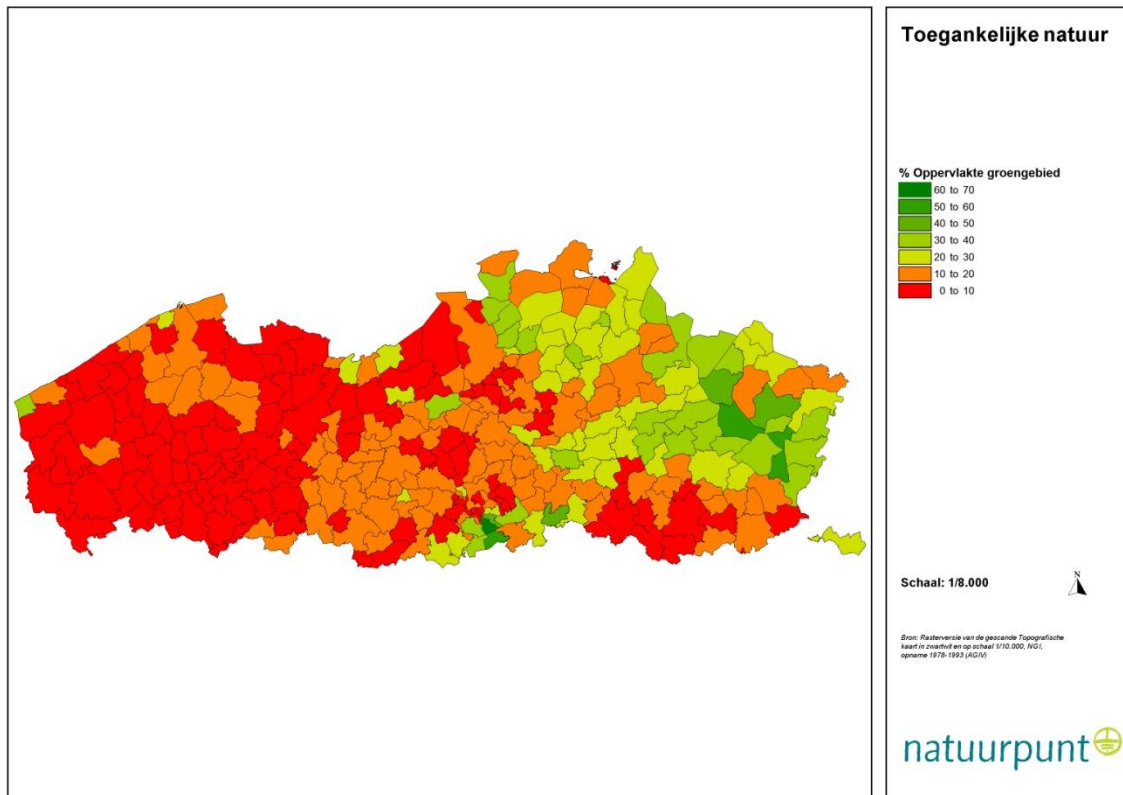 Toegankelijke natuur
% Oppervlakte groengebied
60 to 70
50 to 60
40 to 50
30 to 40
20 to 30
10 to 20
0 to 10
Schaal: 1/8.000
N
Bron: Rasterversie van de gescande Topografische
kaart in zwartwit en op schaal 1/10.000, NGI,
opname 1978-1993 (AGIV)
natuurpunt